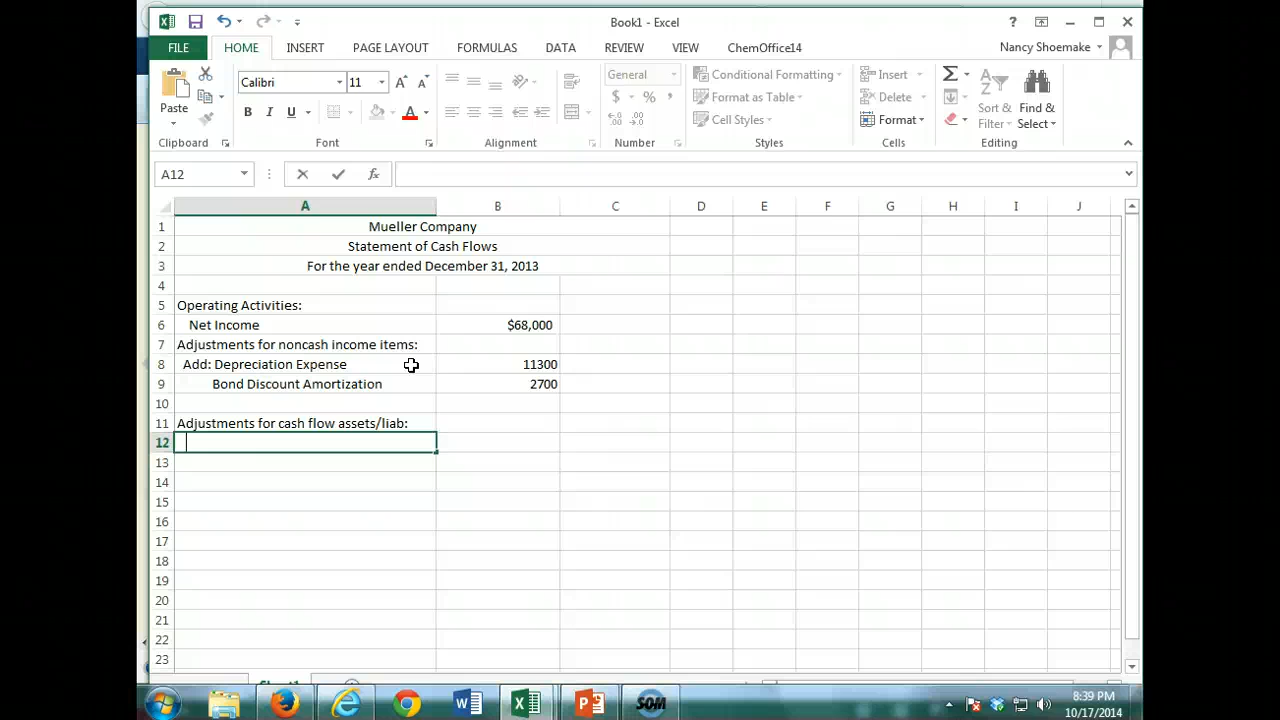 Book1 - Excel
?
FILE HOME INSERT PAGE LAYOUT FORMULAS DATA REVIEW VIEW ChemOffice14 Nancy Shoemake
Paste
Calibri 11
B I U A
General
$ % ,
Conditional Formatting
Format as Table
Cell Styles
Insert
Delete
Format
Sort & Filter
Find & Select
Clipboard Font Alignment Number Styles Cells Editing
A12 fx
A B C D E F G H I J
1 Mueller Company
2 Statement of Cash Flows
3 For the year ended December 31, 2013
4
5 Operating Activities:
6 Net Income $68,000
7 Adjustments for noncash income items:
8 Add: Depreciation Expense 11300
9 Bond Discount Amortization 2700
10
11 Adjustments for cash flow assets/liab:
12
13
14
15
16
17
18
19
20
21
22
23
SOM
8:39 PM
10/17/2014